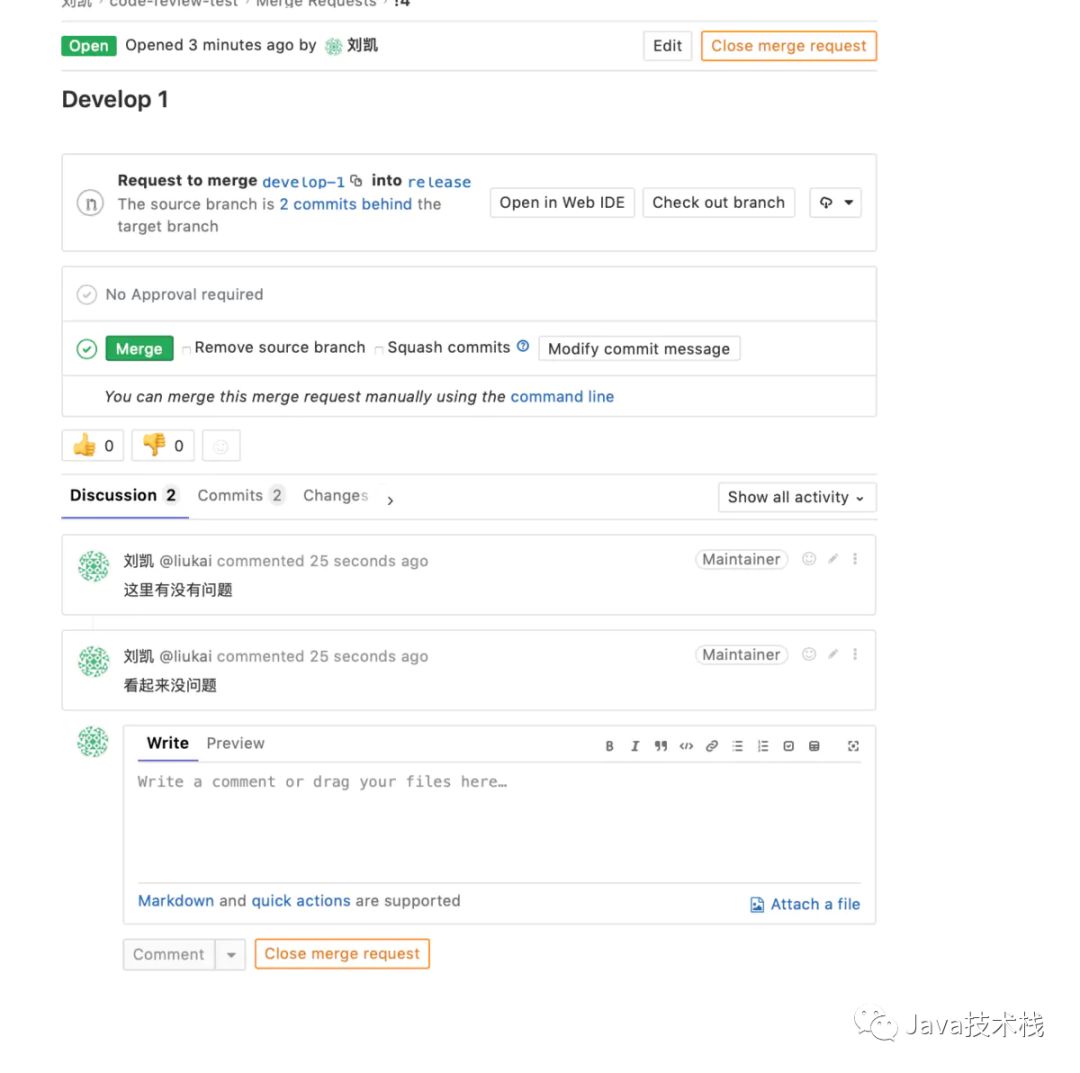 刘凯 › code-review-test › Merge Requests › !4
Open Opened 3 minutes ago by 刘凯 Edit Close merge request
Develop 1
Request to merge develop-1 into release
The source branch is 2 commits behind the
target branch
Open in Web IDE Check out branch
No Approval required
Merge Remove source branch Squash commits Modify commit message
You can merge this merge request manually using the command line
👍 0 👎 0
Discussion 2 Commits 2 Changes Show all activity
刘凯 @liukai commented 25 seconds ago Maintainer
这里有没有问题
刘凯 @liukai commented 25 seconds ago Maintainer
看起来没问题
Write Preview
Write a comment or drag your files here…
Markdown and quick actions are supported Attach a file
Comment Close merge request
Java技术栈